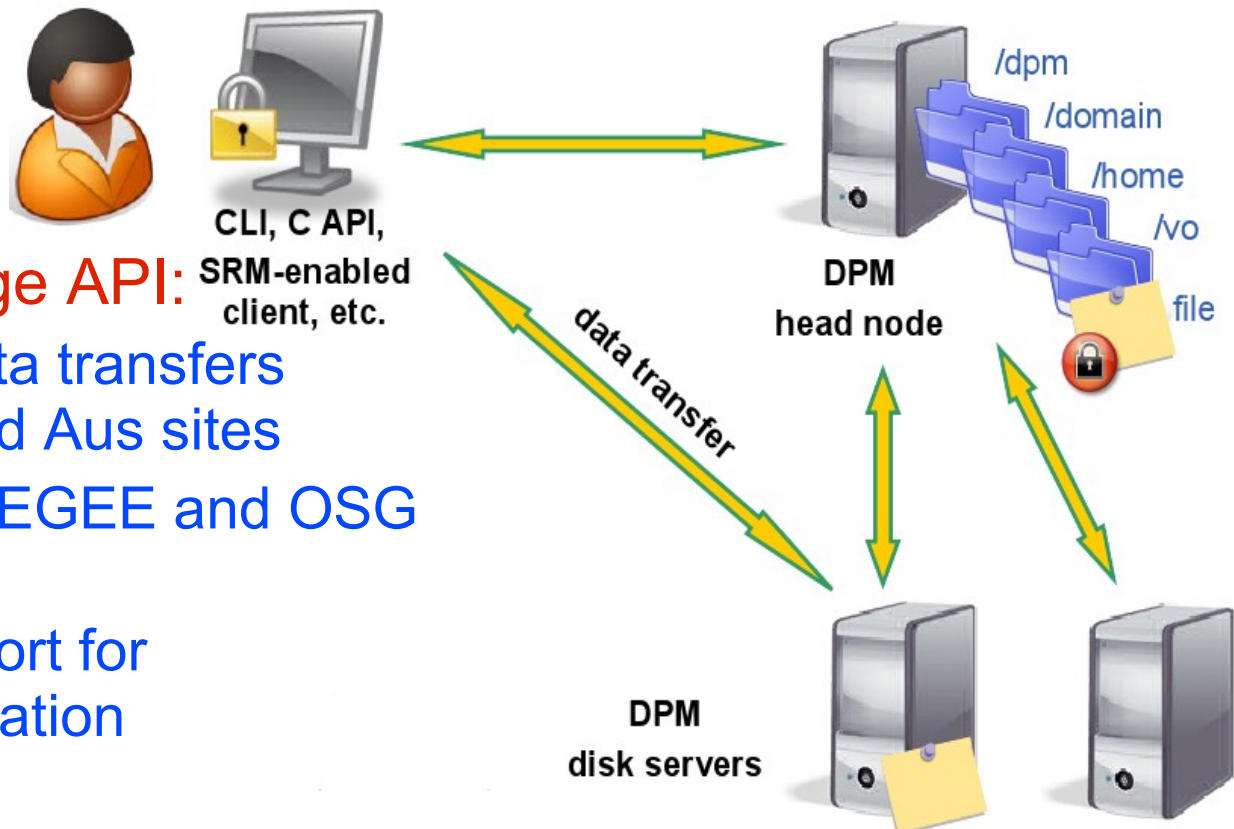 /dpm
/domain
/home
/vo
file
CLI, C API,
SRM-enabled
client, etc.
DPM
head node
data transfer
ge API:
ta transfers
d Aus sites
EGEE and OSG
ort for
ation
DPM
disk servers